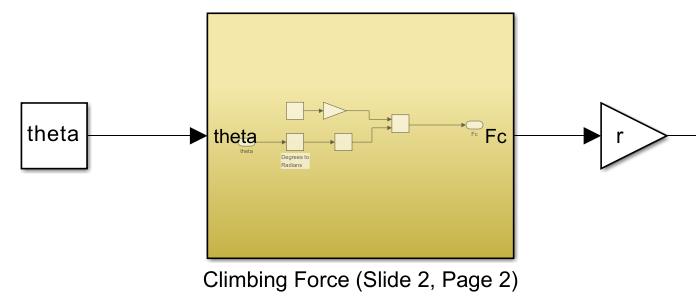 theta
theta
theta
Degrees to
Radians
Fc
Fc
r
Climbing Force (Slide 2, Page 2)